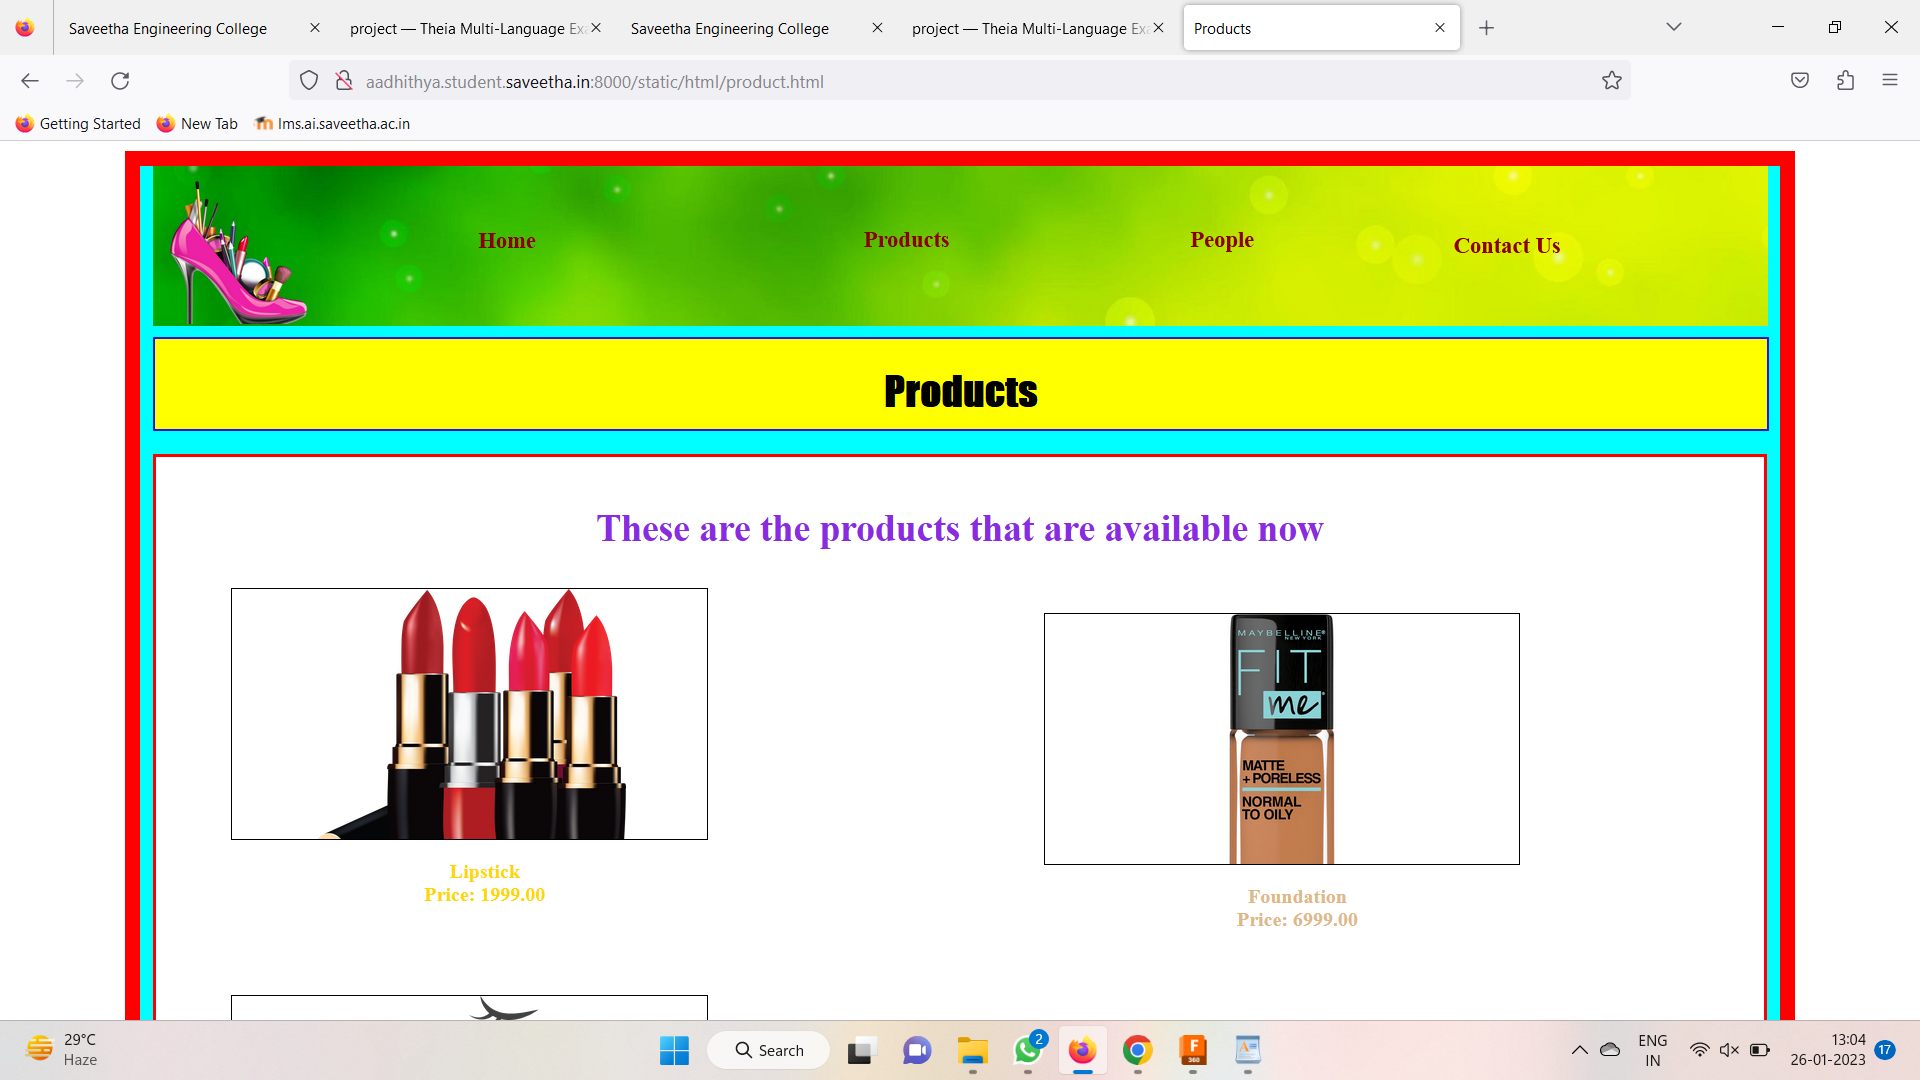 Saveetha Engineering College
project — Theia Multi-Language Ex
Saveetha Engineering College
project — Theia Multi-Language Ex
Products
aadhithya.student.saveetha.in:8000/static/html/product.html
Getting Started
New Tab
lms.ai.saveetha.ac.in
Home
Products
People
Contact Us
Products
These are the products that are available now
MAYBELLINE
NEW YORK
FIT
me
MATTE
+ PORELESS
NORMAL
TO OILY
Lipstick
Price: 1999.00
Foundation
Price: 6999.00
29°C
Haze
Search
2
F
360
ENG
IN
13:04
26-01-2023
17